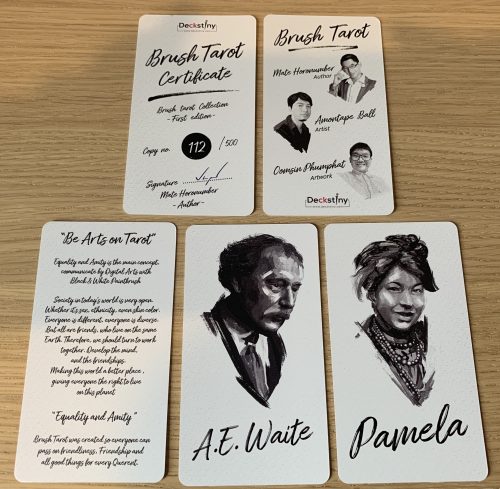 Deckstiny
Brush Tarot
Certificate
Brush tarot Collection
- First edition -
Copy no. 112 / 500
Signature
Mate Horonumber
- Author -
Brush Tarot
Mate Horonumber
Author
Amontape Ball
Artist
Oomsin Phumphat
Artwork
Deckstiny
"Be Arts on Tarot"
Equality and Amity is the main concept,
communicate by Digital Arts with
Black & White Paintbrush
Society in today's world is very open.
Whether it's sex, ethnicity, even skin color.
Everyone is different, everyone is diverse.
But all are friends, who live on the same
Earth. Therefore, we should turn to work
together. Develop the mind,
and the friendships.
Making this world a better place,
giving everyone the right to live
on this planet
"Equality and Amity"
Brush Tarot was created so everyone can
pass on friendliness, Friendship and
all good things for every Querent.
A.E. Waite
Pamela